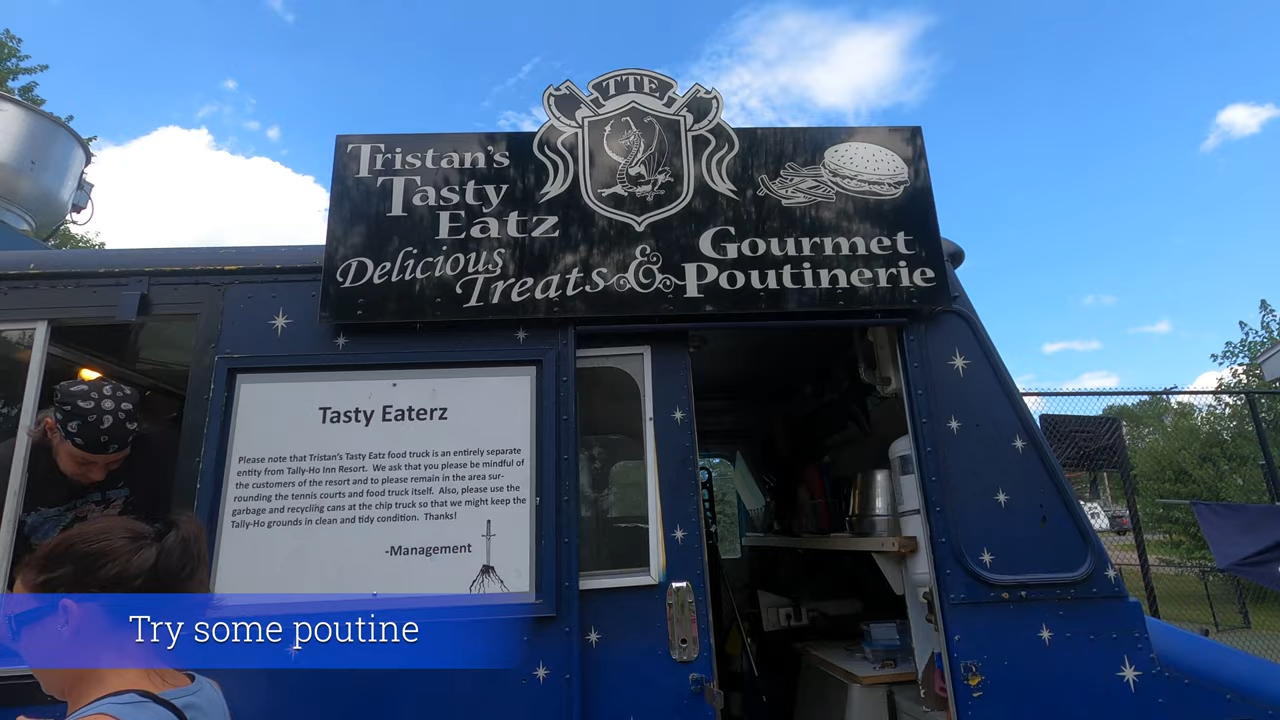 TTE
Tristan's
Tasty
Eatz
Delicious
Treats & Gourmet
Poutinerie
Tasty Eaterz
Please note that Tristan's Tasty Eatz food truck is an entirely separate
entity from Tally-Ho Inn Resort. We ask that you please be mindful of
the customers of the resort and to please remain in the area sur-
rounding the tennis courts and food truck itself. Also, please use the
garbage and recycling cans at the chip truck so that we might keep the
Tally-Ho grounds in clean and tidy condition. Thanks!
-Management
Try some poutine